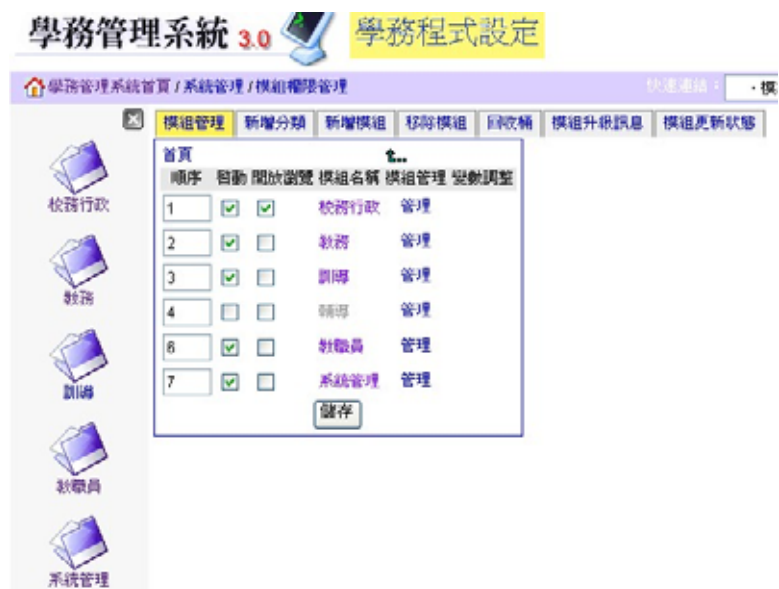 學務管理系統 3.0 學務程式設定
學務管理系統首頁 / 系統管理 / 模組權限管理
快速連結： ・模
模組管理 新增分類 新增模組 移除模組 回收桶 模組升級訊息 模組更新狀態
首頁
順序 啟動 開放瀏覽 模組名稱 模組管理 變動調整
1 校務行政 管理
2 教務 管理
3 訓導 管理
4 輔導 管理
6 教職員 管理
7 系統管理 管理
儲存
校務行政
教務
訓導
教職員
系統管理